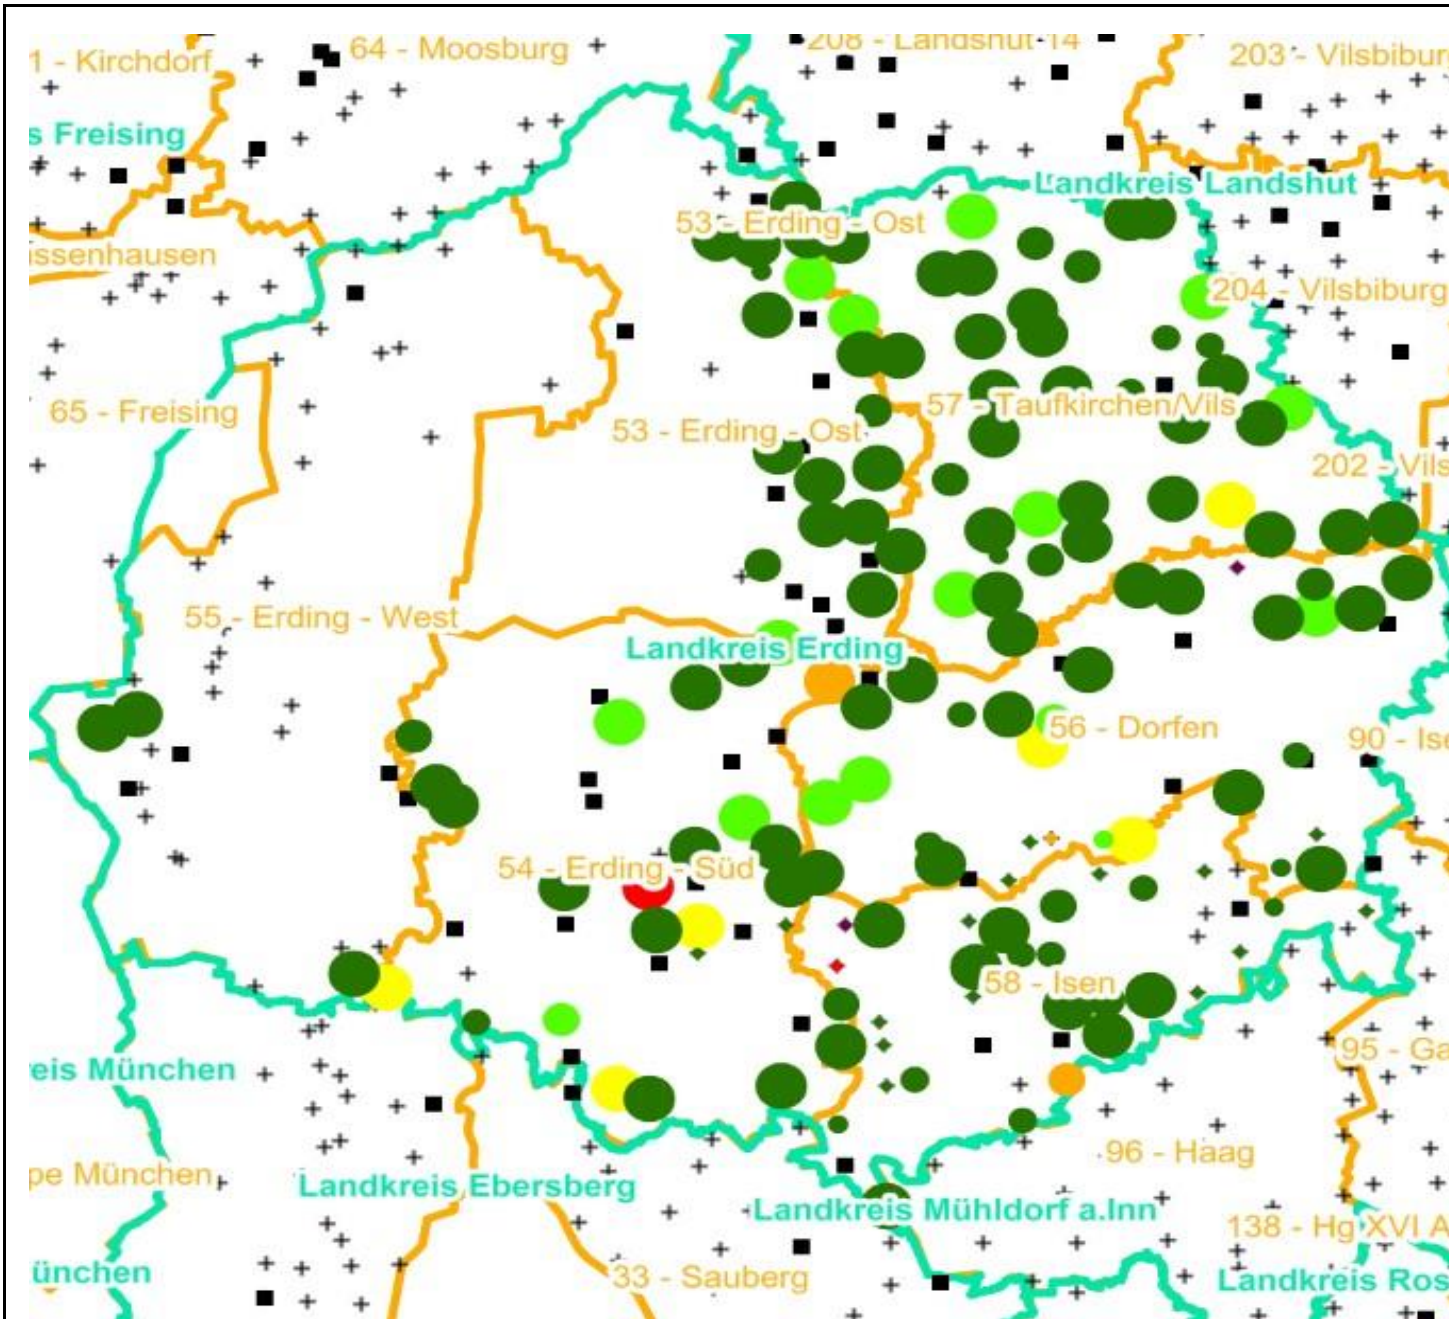 208 - Landshut 14
64 - Moosburg
203 - Vilsbibur
1 - Kirchdorf
s Freising
Landkreis Landshut
53 - Erding - Ost
issenhausen
204 - Vilsbiburg
57 - Taufkirchen/Vils
65 - Freising
53 - Erding - Ost
202 - Vils
55 - Erding - West
Landkreis Erding
56 - Dorfen
90 - Ise
54 - Erding - Süd
58 - Isen
95 - Ga
eis München
96 - Haag
pe München
Landkreis Ebersberg
Landkreis Mühldorf a.Inn
138 - Hg XVI A
ünchen
33 - Sauberg
Landkreis Ros